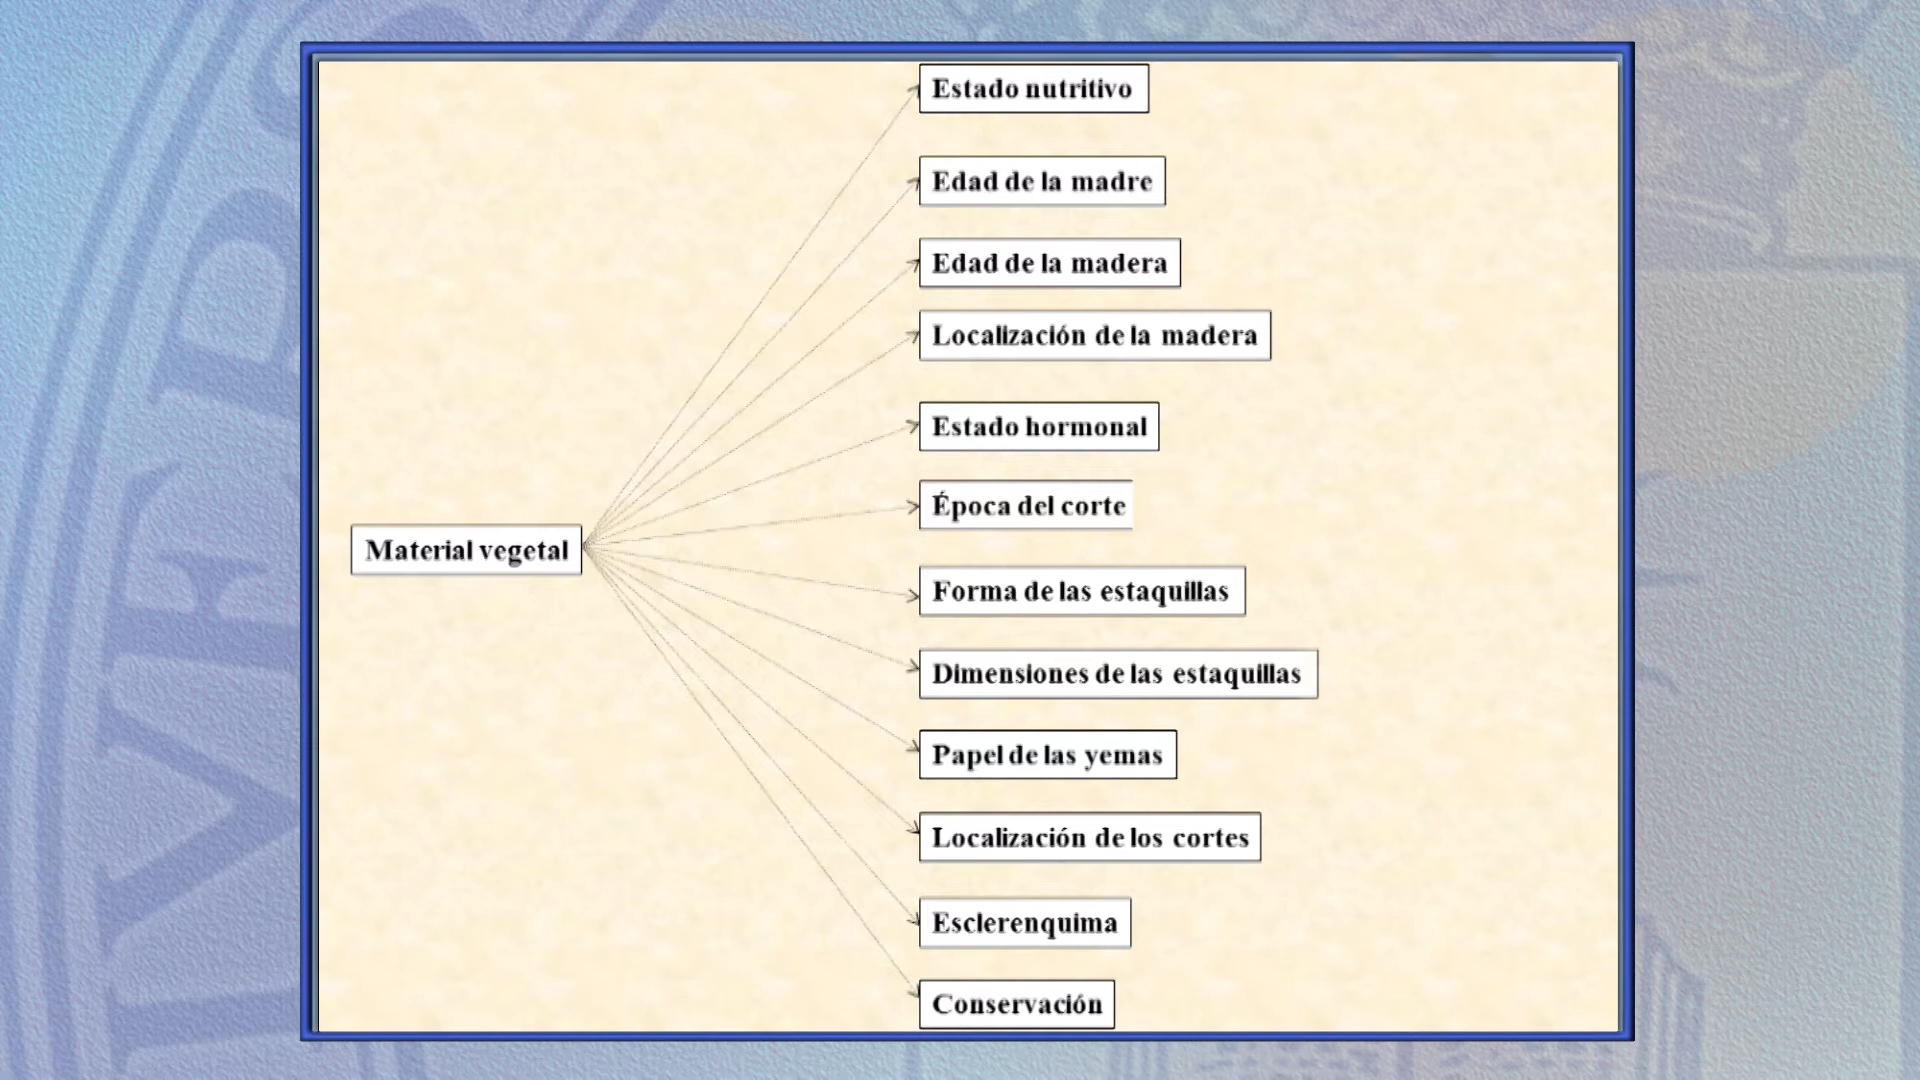 Estado nutritivo
Edad de la madre
Edad de la madera
Localización de la madera
Estado hormonal
Época del corte
Material vegetal
Forma de las estaquillas
Dimensiones de las estaquillas
Papel de las yemas
Localización de los cortes
Esclerenquima
Conservación